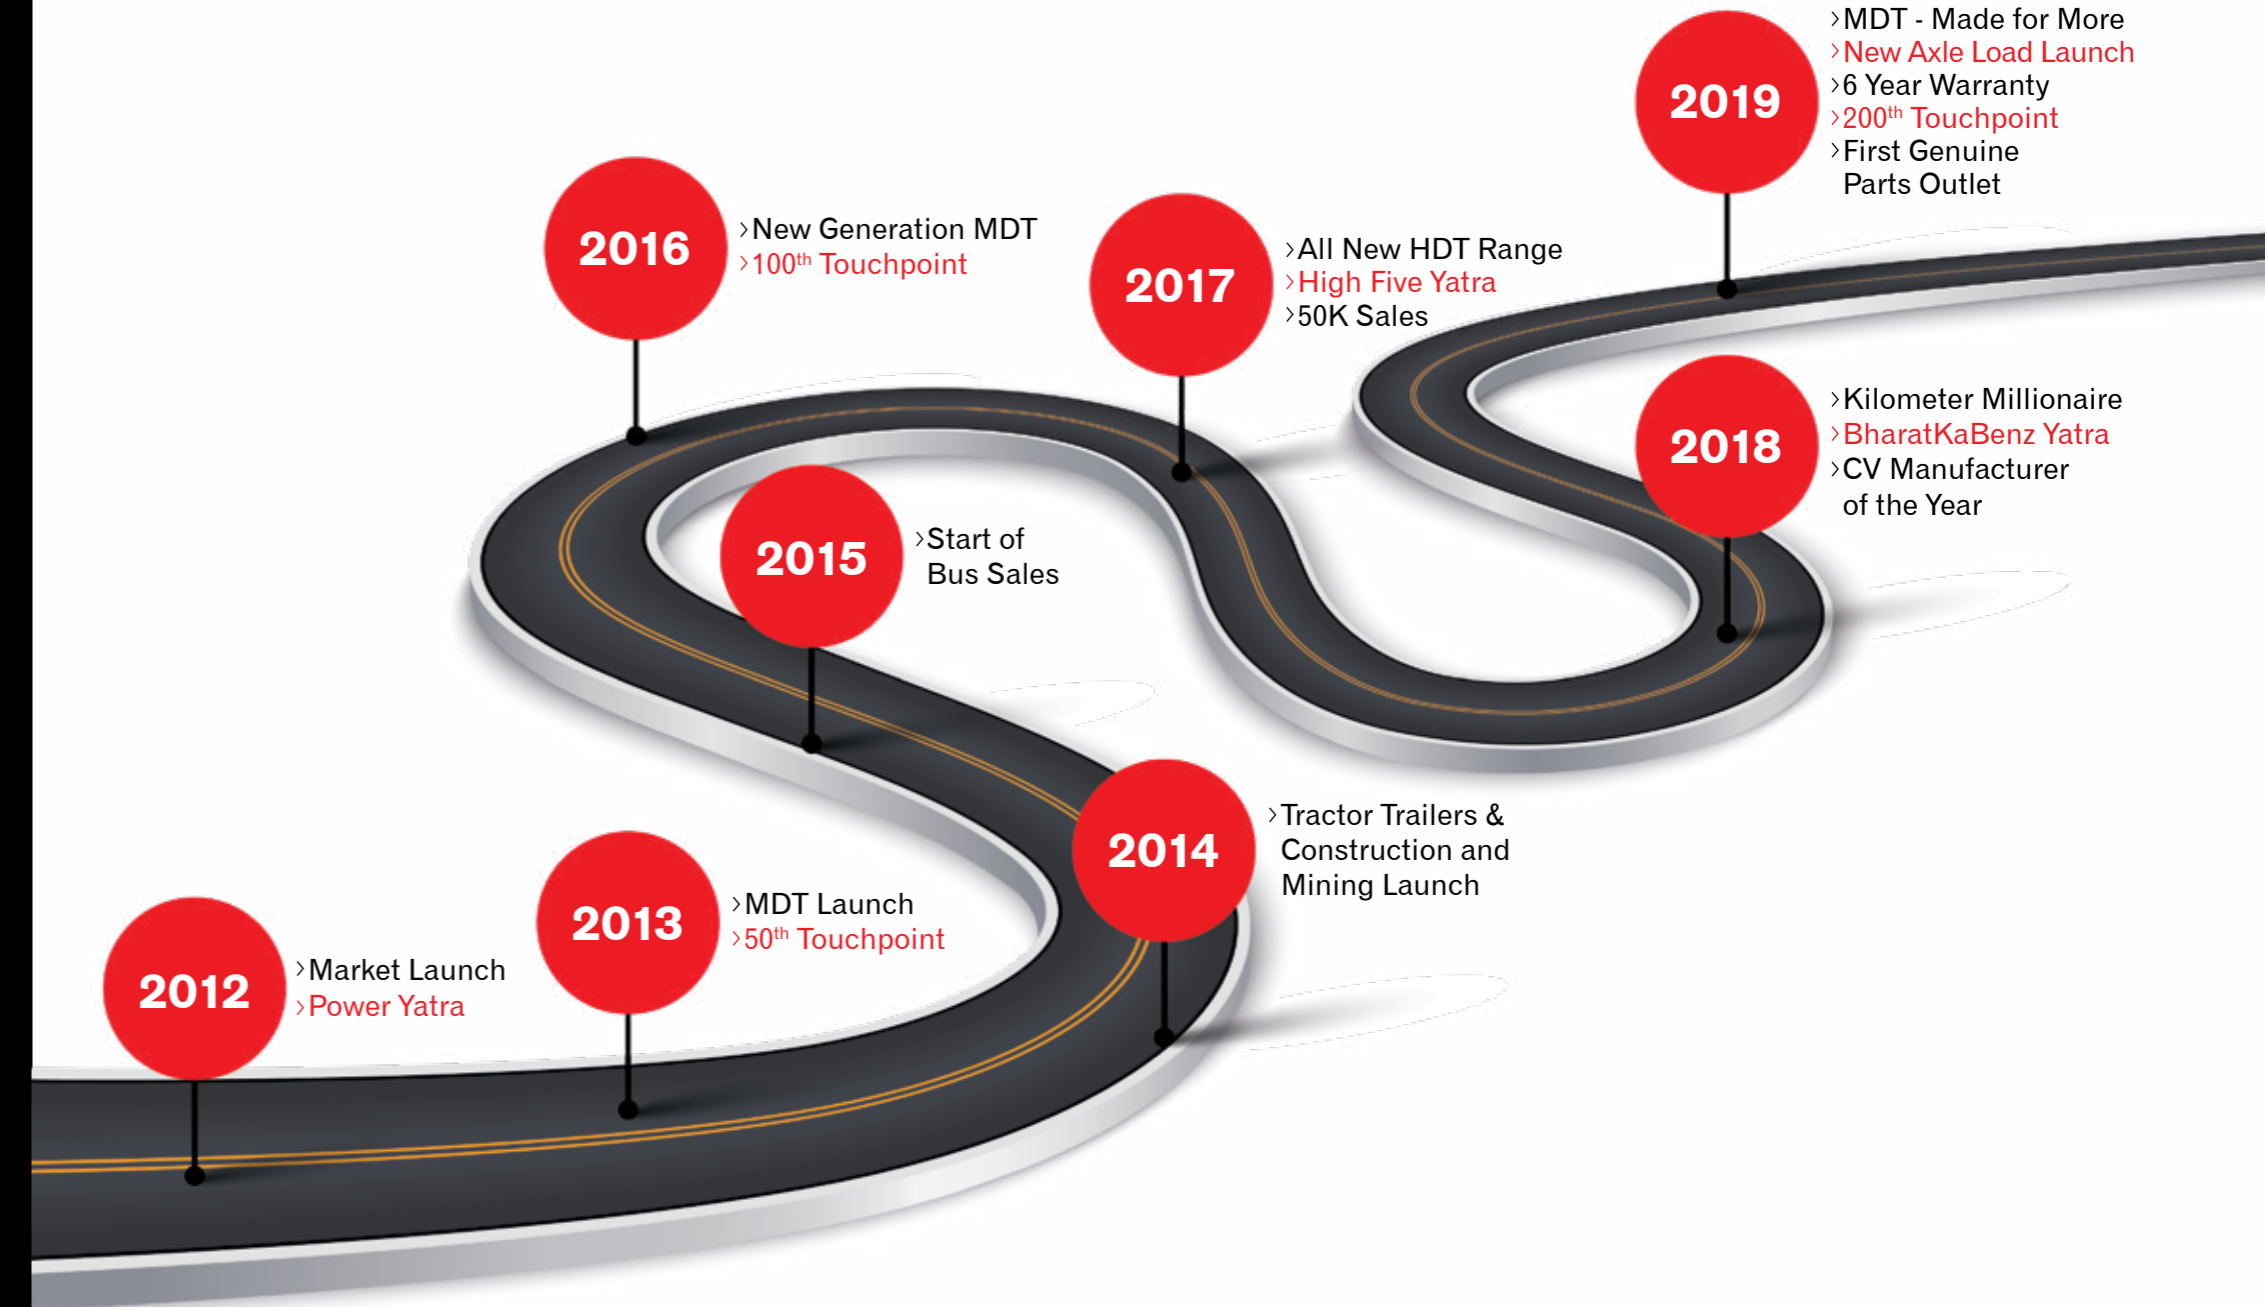 2019
›MDT - Made for More
›New Axle Load Launch
›6 Year Warranty
›200th Touchpoint
›First Genuine
Parts Outlet
2016
›New Generation MDT
›100th Touchpoint
2017
›All New HDT Range
›High Five Yatra
›50K Sales
2018
›Kilometer Millionaire
›BharatKaBenz Yatra
›CV Manufacturer
of the Year
2015
›Start of
Bus Sales
2014
›Tractor Trailers &
Construction and
Mining Launch
2013
›MDT Launch
›50th Touchpoint
2012
›Market Launch
›Power Yatra